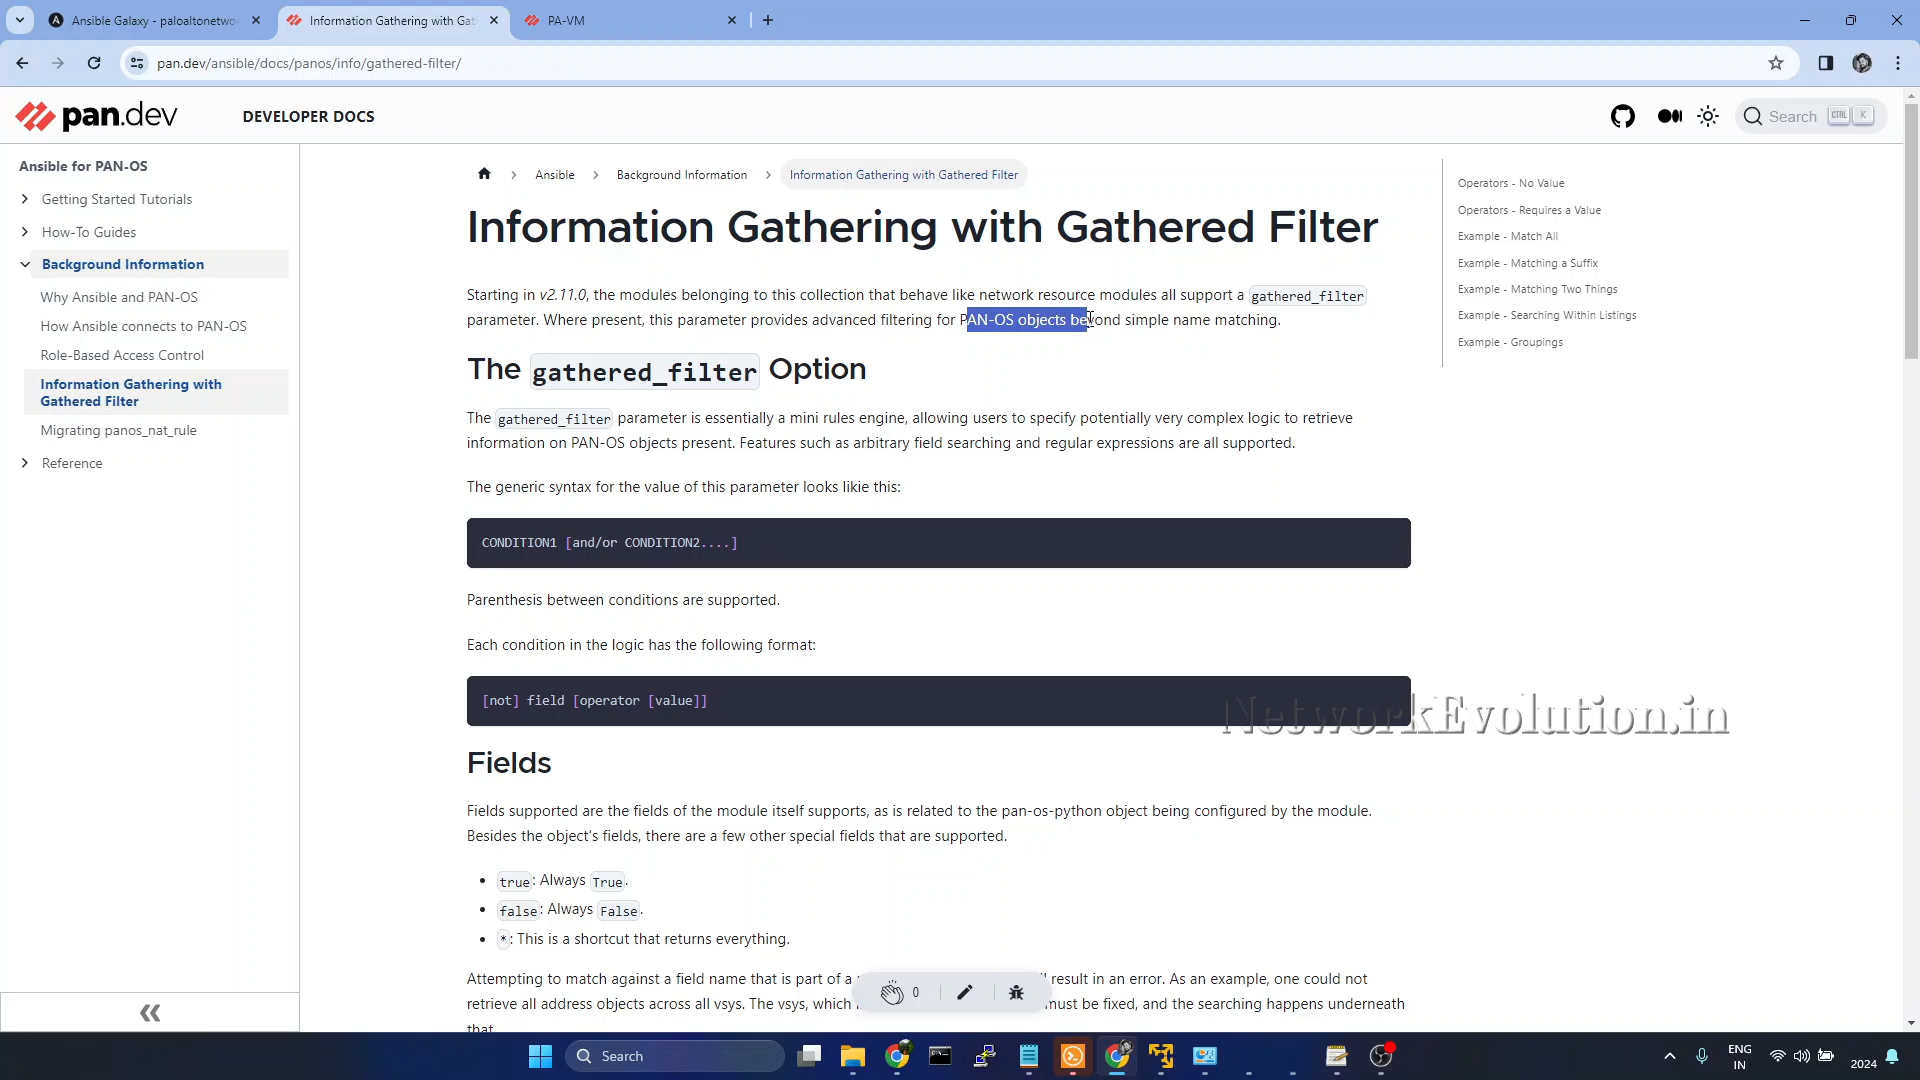 Ansible Galaxy - paloaltonetwo
Information Gathering with Gat
PA-VM
pan.dev/ansible/docs/panos/info/gathered-filter/
pan.dev
DEVELOPER DOCS
Search CTRL K
Ansible for PAN-OS
Getting Started Tutorials
How-To Guides
Background Information
Why Ansible and PAN-OS
How Ansible connects to PAN-OS
Role-Based Access Control
Information Gathering with
Gathered Filter
Migrating panos_nat_rule
Reference
Ansible > Background Information > Information Gathering with Gathered Filter
Information Gathering with Gathered Filter
Starting in v2.11.0, the modules belonging to this collection that behave like network resource modules all support a gathered_filter
parameter. Where present, this parameter provides advanced filtering for PAN-OS objects beyond simple name matching.
The gathered_filter Option
The gathered_filter parameter is essentially a mini rules engine, allowing users to specify potentially very complex logic to retrieve
information on PAN-OS objects present. Features such as arbitrary field searching and regular expressions are all supported.
The generic syntax for the value of this parameter looks likie this:
CONDITION1 [and/or CONDITION2....]
Parenthesis between conditions are supported.
Each condition in the logic has the following format:
[not] field [operator [value]]
NetworkEvolution.in
Fields
Fields supported are the fields of the module itself supports, as is related to the pan-os-python object being configured by the module.
Besides the object's fields, there are a few other special fields that are supported.
• true: Always True.
• false: Always False.
• *: This is a shortcut that returns everything.
Attempting to match against a field name that is part of a
result in an error. As an example, one could not
retrieve all address objects across all vsys. The vsys, which
must be fixed, and the searching happens underneath
that
0
Operators - No Value
Operators - Requires a Value
Example - Match All
Example - Matching a Suffix
Example - Matching Two Things
Example - Searching Within Listings
Example - Groupings
Search
ENG
IN
2024